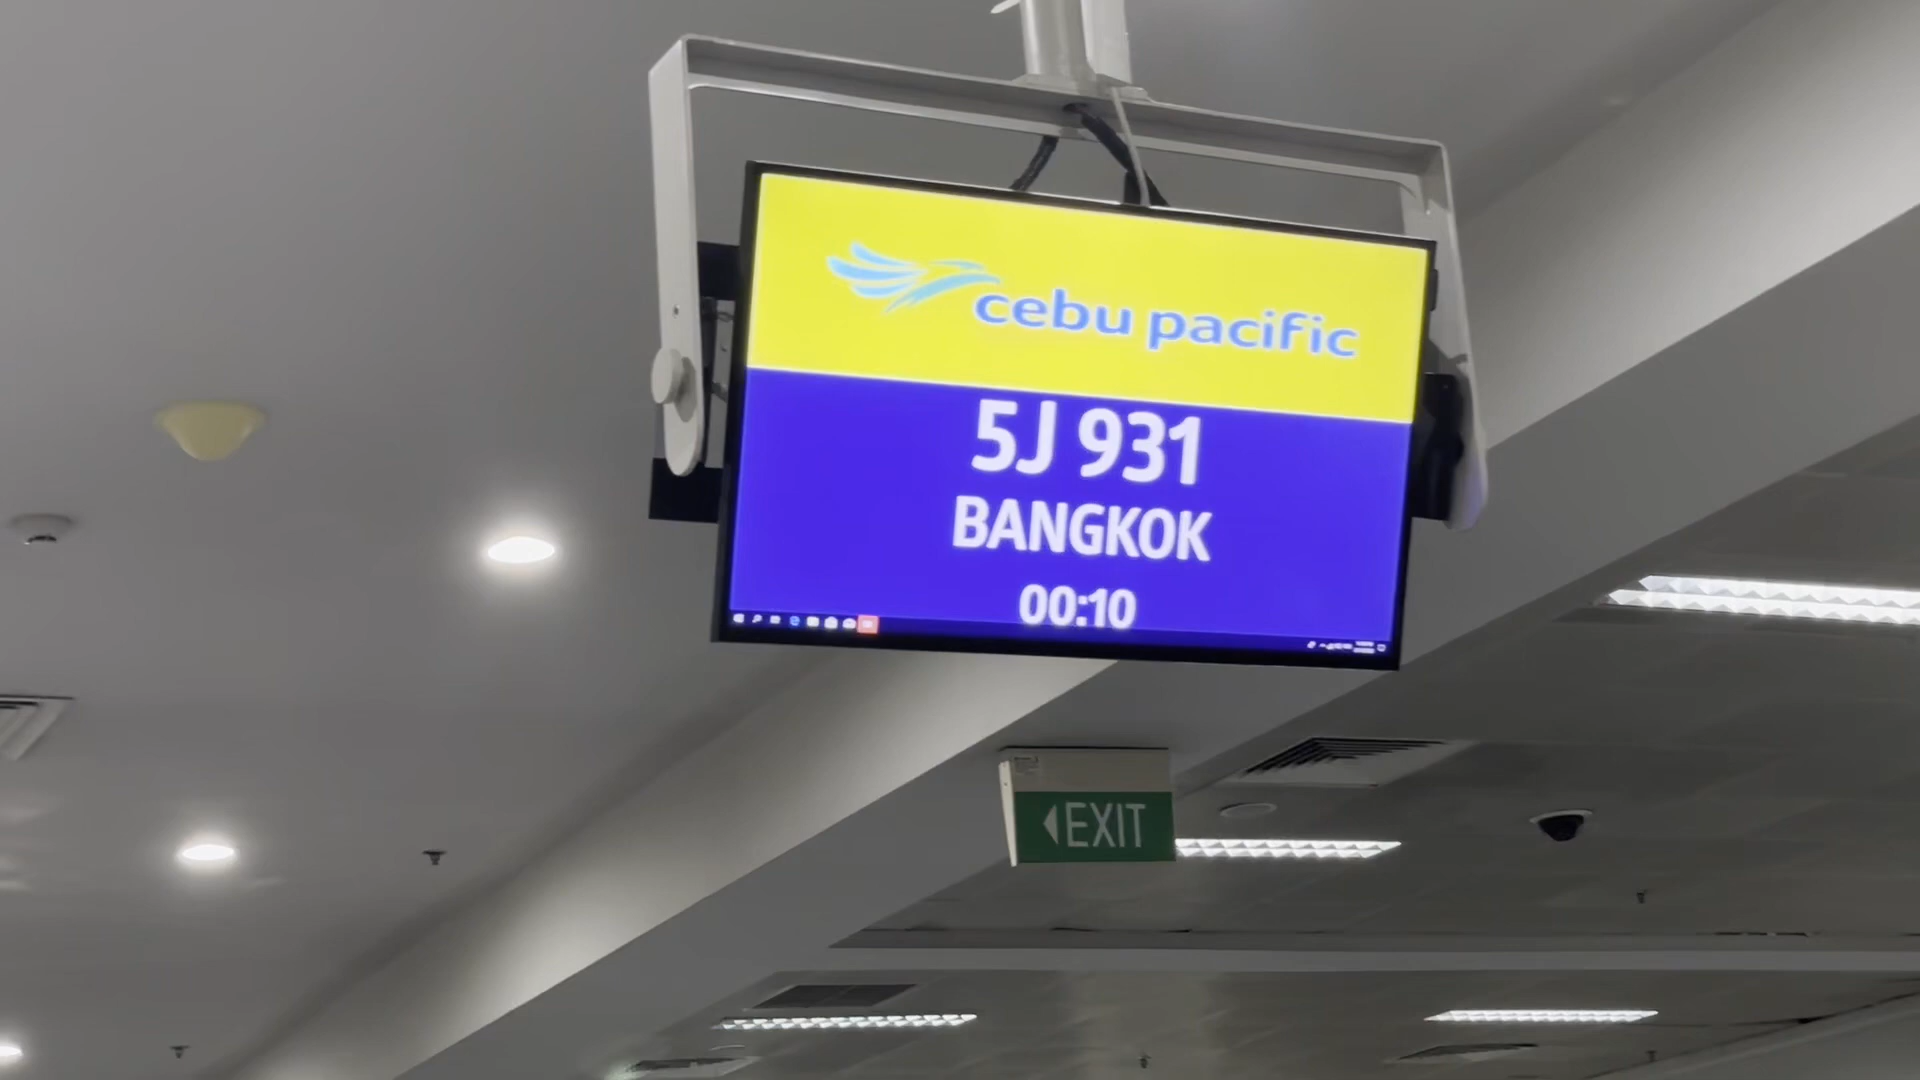 cebu pacific
5J 931
BANGKOK
00:10
EXIT